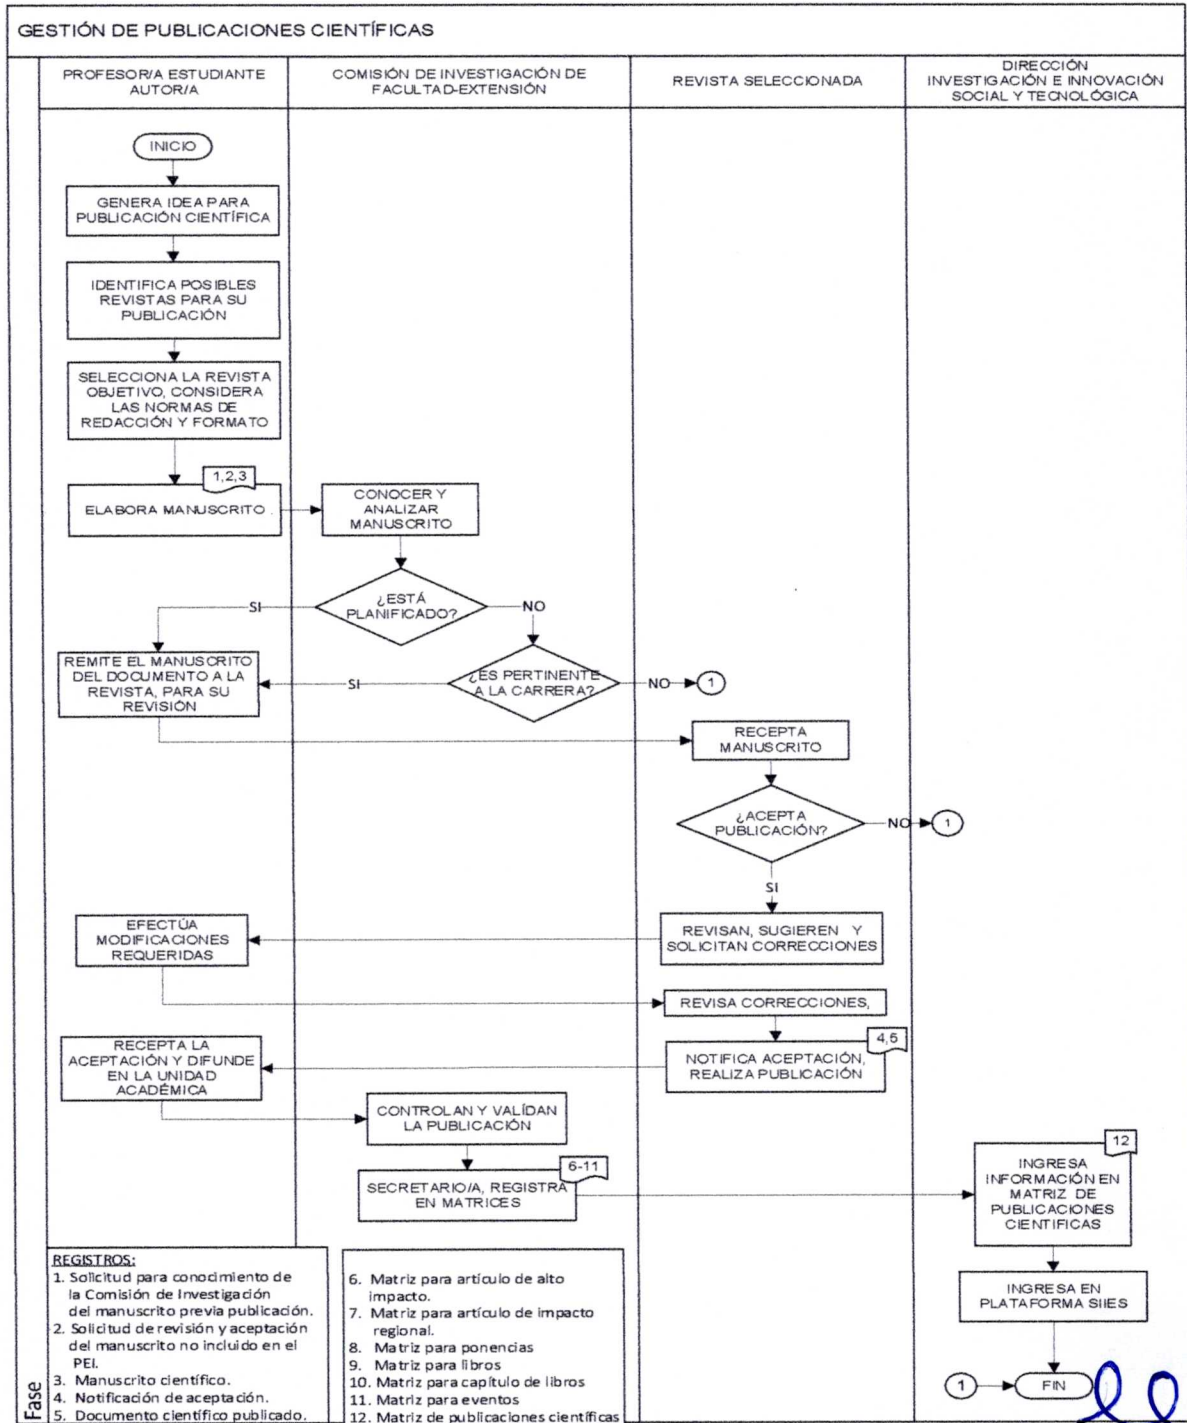 GESTIÓN DE PUBLICACIONES CIENTÍFICAS
PROFESOR/A ESTUDIANTE
AUTOR/A
COMISIÓN DE INVESTIGACIÓN DE
FACULTAD-EXTENSIÓN
REVISTA SELECCIONADA
DIRECCIÓN
INVESTIGACIÓN E INNOVACIÓN
SOCIAL Y TECNOLÓGICA
INICIO
GENERA IDEA PARA
PUBLICACIÓN CIENTÍFICA
IDENTIFICA POSIBLES
REVISTAS PARA SU
PUBLICACIÓN
SELECCIONA LA REVISTA
OBJETIVO, CONSIDERA
LAS NORMAS DE
REDACCIÓN Y FORMATO
1,2,3
ELABORA MANUSCRITO .
CONOCER Y
ANALIZAR
MANUSCRITO
¿ESTÁ
PLANIFICADO?
SI
NO
REMITE EL MANUSCRITO
DEL DOCUMENTO A LA
REVISTA, PARA SU
REVISIÓN
SI
¿ES PERTINENTE
A LA CARRERA?
NO
1
RECEPTA
MANUSCRITO
¿ACEPTA
PUBLICACIÓN?
NO
1
SI
EFECTÚA
MODIFICACIONES
REQUERIDAS
REVISAN, SUGIEREN Y
SOLICITAN CORRECCIONES
REVISA CORRECCIONES,
RECEPTA LA
ACEPTACIÓN Y DIFUNDE
EN LA UNIDAD
ACADÉMICA
4,5
NOTIFICA ACEPTACIÓN,
REALIZA PUBLICACIÓN
CONTROLAN Y VALÍDAN
LA PUBLICACIÓN
6-11
SECRETARIO/A, REGISTRA
EN MATRICES
12
INGRESA
INFORMACIÓN EN
MATRIZ DE
PUBLICACIONES
CIENTIFICAS
INGRESA EN
PLATAFORMA SIIES
1
FIN
Fase
REGISTROS:
1. Solicitud para conocimiento de
la Comisión de Investigación
del manuscrito previa publicación.
2. Solicitud de revisión y aceptación
del manuscrito no incluido en el
PEI.
3. Manuscrito científico.
4. Notificación de aceptación.
5. Documento científico publicado.
6. Matriz para artículo de alto
impacto.
7. Matriz para artículo de impacto
regional.
8. Matriz para ponencias
9. Matriz para libros
10. Matriz para capítulo de libros
11. Matriz para eventos
12. Matriz de publicaciones científicas